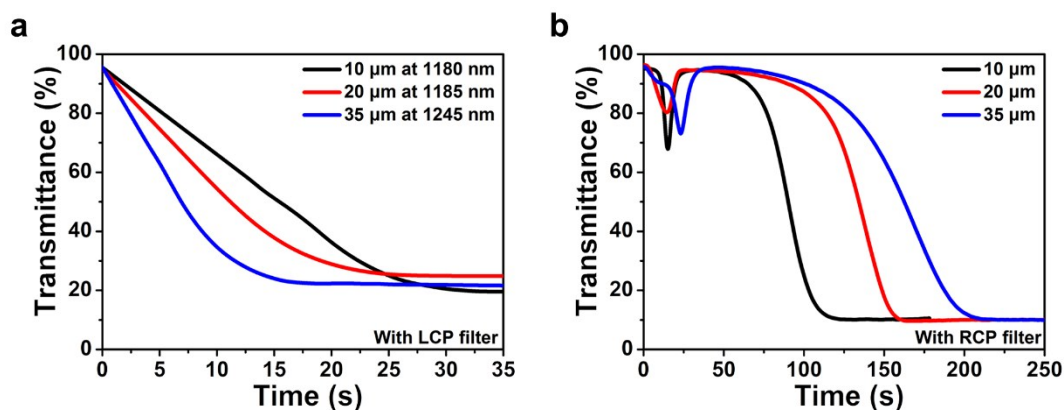 a
Transmittance (%)
100
80
60
40
20
0
10 μm at 1180 nm
20 μm at 1185 nm
35 μm at 1245 nm
With LCP filter
0 5 10 15 20 25 30 35
Time (s)
b
Transmittance (%)
100
80
60
40
20
0
10 μm
20 μm
35 μm
With RCP filter
0 50 100 150 200 250
Time (s)